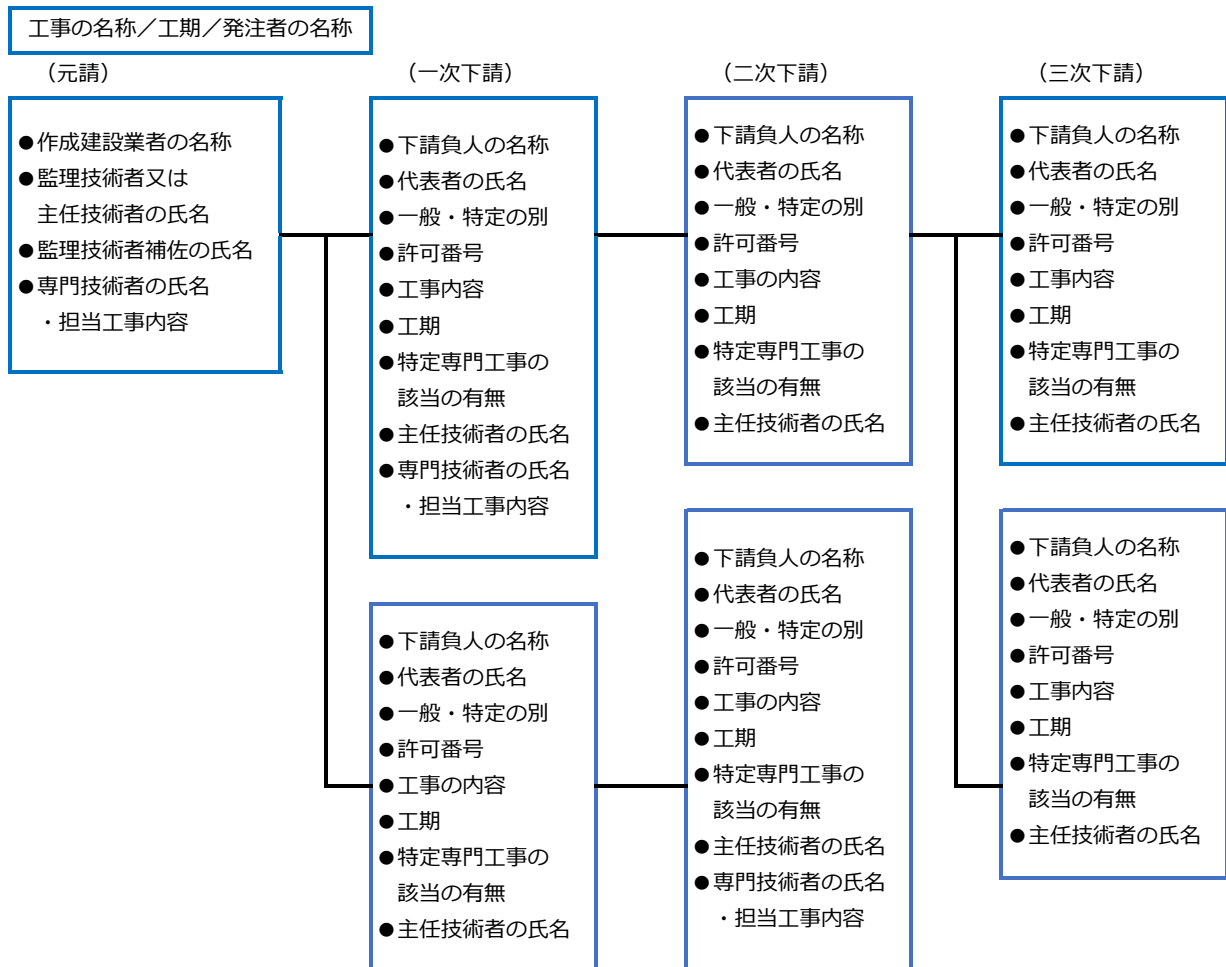 工事の名称／工期／発注者の名称
（元請）
（一次下請）
（二次下請）
（三次下請）
●作成建設業者の名称
●監理技術者又は
主任技術者の氏名
●監理技術者補佐の氏名
●専門技術者の氏名
・担当工事内容
●下請負人の名称
●代表者の氏名
●一般・特定の別
●許可番号
●工事内容
●工期
●特定専門工事の
該当の有無
●主任技術者の氏名
●専門技術者の氏名
・担当工事内容
●下請負人の名称
●代表者の氏名
●一般・特定の別
●許可番号
●工事の内容
●工期
●特定専門工事の
該当の有無
●主任技術者の氏名
●下請負人の名称
●代表者の氏名
●一般・特定の別
●許可番号
●工事内容
●工期
●特定専門工事の
該当の有無
●主任技術者の氏名
●下請負人の名称
●代表者の氏名
●一般・特定の別
●許可番号
●工事の内容
●工期
●特定専門工事の
該当の有無
●主任技術者の氏名
●下請負人の名称
●代表者の氏名
●一般・特定の別
●許可番号
●工事の内容
●工期
●特定専門工事の
該当の有無
●主任技術者の氏名
●専門技術者の氏名
・担当工事内容
●下請負人の名称
●代表者の氏名
●一般・特定の別
●許可番号
●工事内容
●工期
●特定専門工事の
該当の有無
●主任技術者の氏名